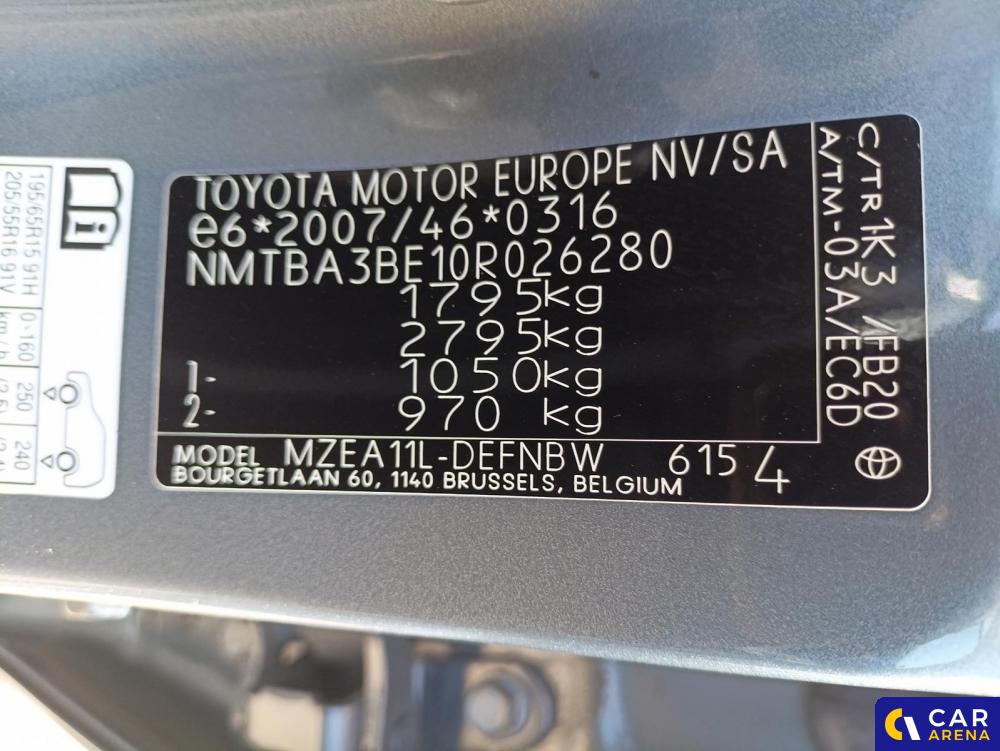 TOYOTA MOTOR EUROPE NV/SA
e6*2007/46*0316
NMTBA3BE10R026280
1795kg
2795kg
1- 1050kg
2- 970 kg
MODEL MZEA11L-DEFNBW 615 4
BOURGETLAAN 60, 1140 BRUSSELS, BELGIUM
C/TR 1K3 /FB20
A/TM-03A/EC6D
195/65R15 91H 0-160 250 240
205/55R16 91V km/h
CAR
ARENA